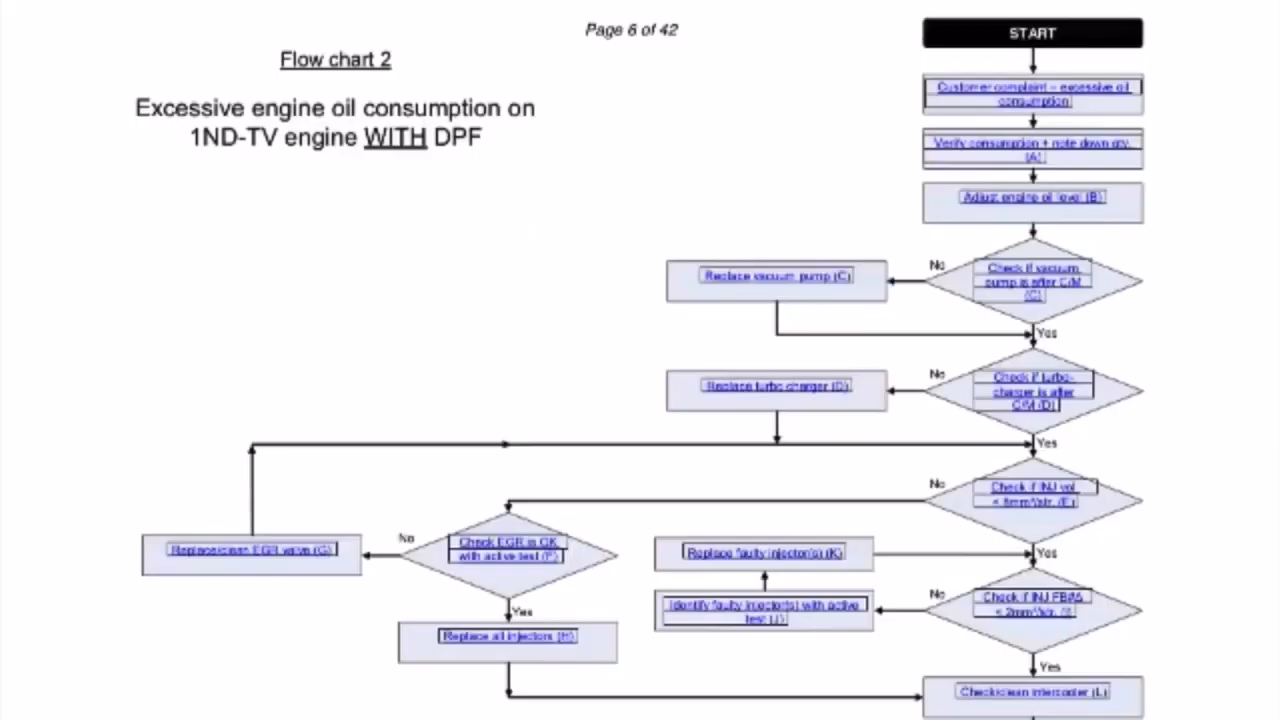 Page 6 of 42
START
Flow chart 2
Customer complaint – excessive oil
consumption
Excessive engine oil consumption on
1ND-TV engine WITH DPF
Verify consumption + note down qty.
(A)
Adjust engine oil level (B)
No
Check if vacuum
pump is after C/M
(C)
Replace vacuum pump (C)
Yes
No
Check if turbo-
charger is after
C/M (D)
Replace turbo charger (D)
Yes
No
Check if INJ vol
Replace/clean EGR valve (G)
No
Check EGR is OK
with active test (F)
Replace faulty injector(s) (K)
Yes
No
Check if INJ FB
Identify faulty injector(s) with active
test (J)
Yes
Replace all injectors (H)
Yes
Check/clean intercooler (L)